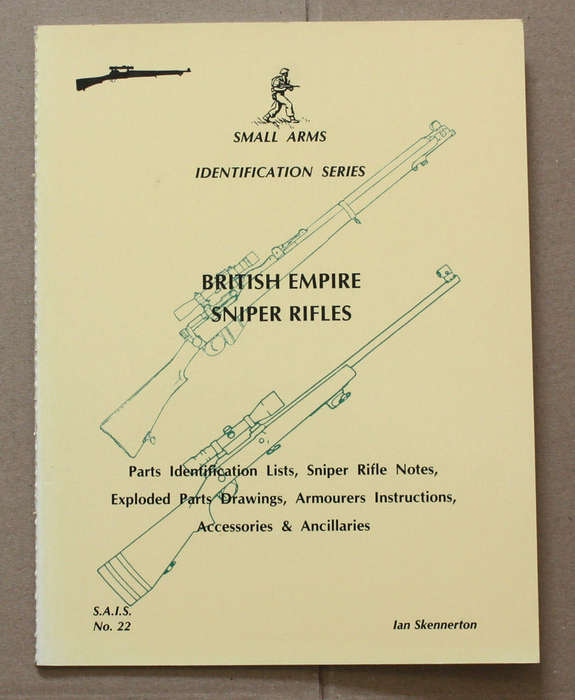 SMALL ARMS
IDENTIFICATION SERIES
BRITISH EMPIRE
SNIPER RIFLES
Parts Identification Lists, Sniper Rifle Notes,
Exploded Parts Drawings, Armourers Instructions,
Accessories & Ancillaries
S.A.I.S.
No. 22
Ian Skennerton